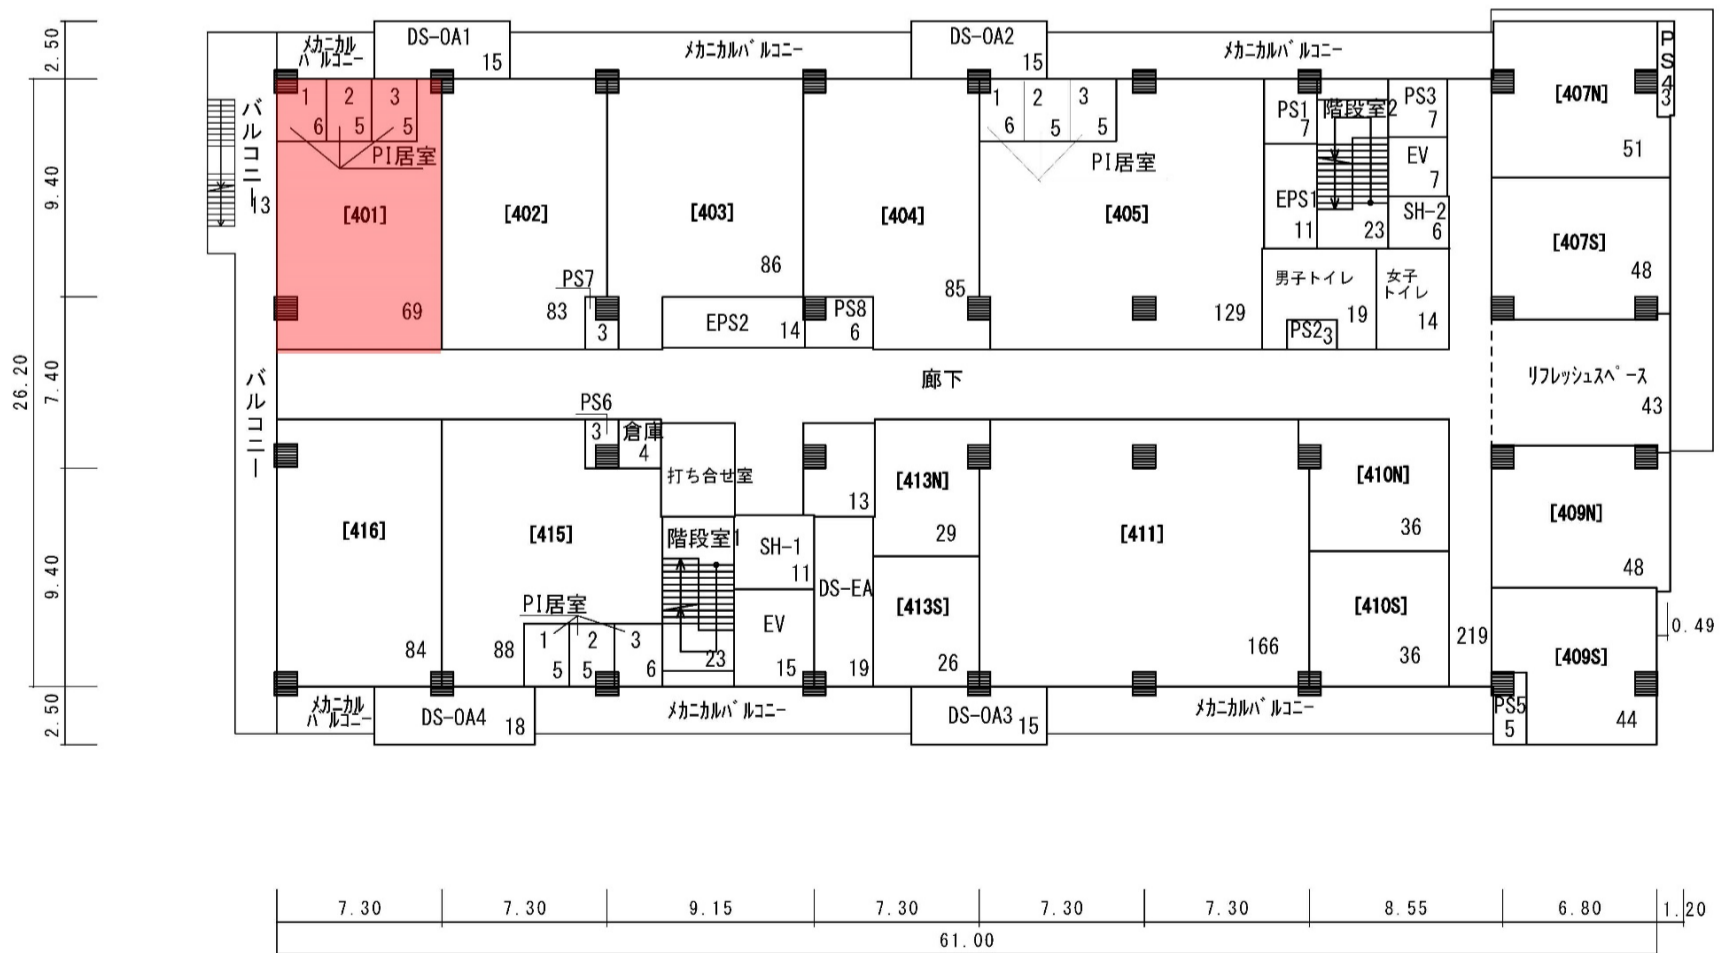 2.50
9.40
7.40
26.20
9.40
2.50
メカニカル
バルコニー
DS-OA1
15
メカニカルバルコニー
DS-OA2
15
メカニカルバルコニー
PS4
3
バルコニー
13
1
6
2
5
3
5
PI居室
[401]
69
[402]
83
PS7
3
[403]
86
EPS2
14
[404]
85
PS8
6
1
6
2
5
3
5
PI居室
[405]
129
PS1
7
階段室2
23
PS3
7
EV
7
EPS1
11
SH-2
6
男子トイレ
19
PS2
3
女子
トイレ
14
[407N]
51
[407S]
48
リフレッシュスペース
43
廊下
219
バルコニー
[416]
84
PS6
3
倉庫
4
[415]
88
PI居室
1
5
2
5
3
6
打ち合せ室
階段室1
23
SH-1
11
EV
15
13
DS-EA
19
[413N]
29
[413S]
26
[411]
166
[410N]
36
[410S]
36
[409N]
48
[409S]
44
PS5
5
0.49
メカニカル
バルコニー
DS-OA4
18
メカニカルバルコニー
DS-OA3
15
メカニカルバルコニー
7.30
7.30
9.15
7.30
7.30
7.30
8.55
6.80
1.20
61.00